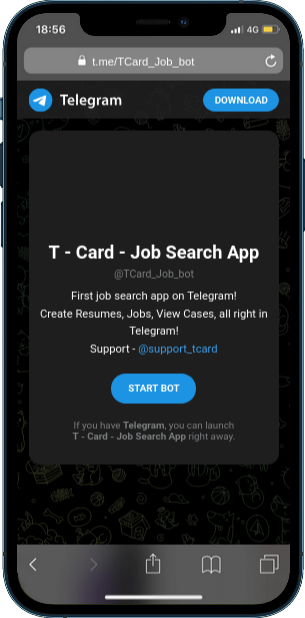 18:56
4G
t.me/TCard_Job_bot
Telegram
DOWNLOAD
T - Card - Job Search App
@TCard_Job_bot
First job search app on Telegram!
Create Resumes, Jobs, View Cases, all right in
Telegram!
Support - @support_tcard
START BOT
If you have Telegram, you can launch
T - Card - Job Search App right away.